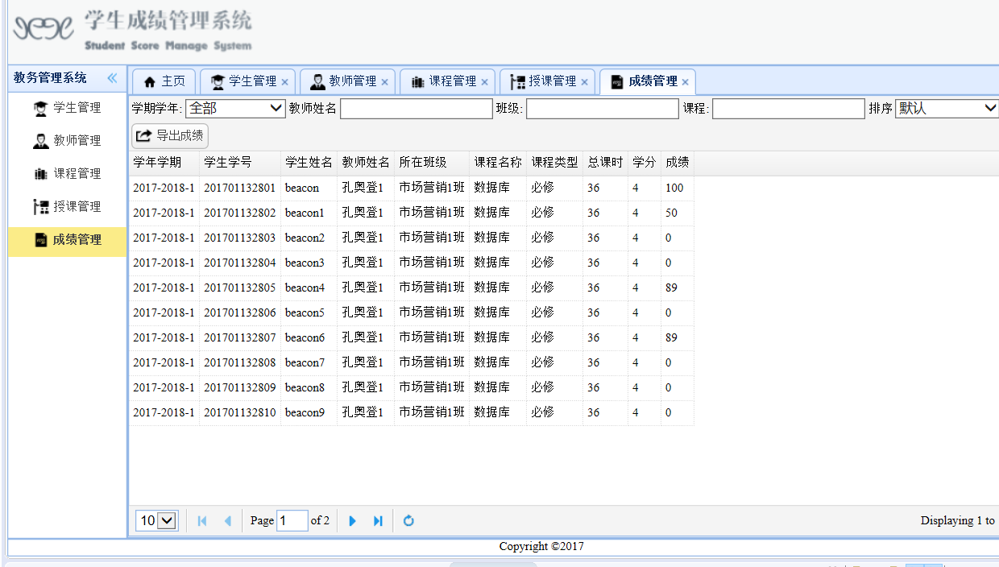 学生成绩管理系统
Student Score Manage System
教务管理系统
主页 学生管理 教师管理 课程管理 授课管理 成绩管理
学生管理
教师管理
课程管理
授课管理
成绩管理
学期学年: 全部 教师姓名 班级: 课程: 排序 默认
导出成绩
学年学期 学生学号 学生姓名 教师姓名 所在班级 课程名称 课程类型 总课时 学分 成绩
2017-2018-1 201701132801 beacon 孔奥登1 市场营销1班 数据库 必修 36 4 100
2017-2018-1 201701132802 beacon1 孔奥登1 市场营销1班 数据库 必修 36 4 50
2017-2018-1 201701132803 beacon2 孔奥登1 市场营销1班 数据库 必修 36 4 0
2017-2018-1 201701132804 beacon3 孔奥登1 市场营销1班 数据库 必修 36 4 0
2017-2018-1 201701132805 beacon4 孔奥登1 市场营销1班 数据库 必修 36 4 89
2017-2018-1 201701132806 beacon5 孔奥登1 市场营销1班 数据库 必修 36 4 0
2017-2018-1 201701132807 beacon6 孔奥登1 市场营销1班 数据库 必修 36 4 89
2017-2018-1 201701132808 beacon7 孔奥登1 市场营销1班 数据库 必修 36 4 0
2017-2018-1 201701132809 beacon8 孔奥登1 市场营销1班 数据库 必修 36 4 0
2017-2018-1 201701132810 beacon9 孔奥登1 市场营销1班 数据库 必修 36 4 0
10 Page 1 of 2 Displaying 1 to
Copyright ©2017